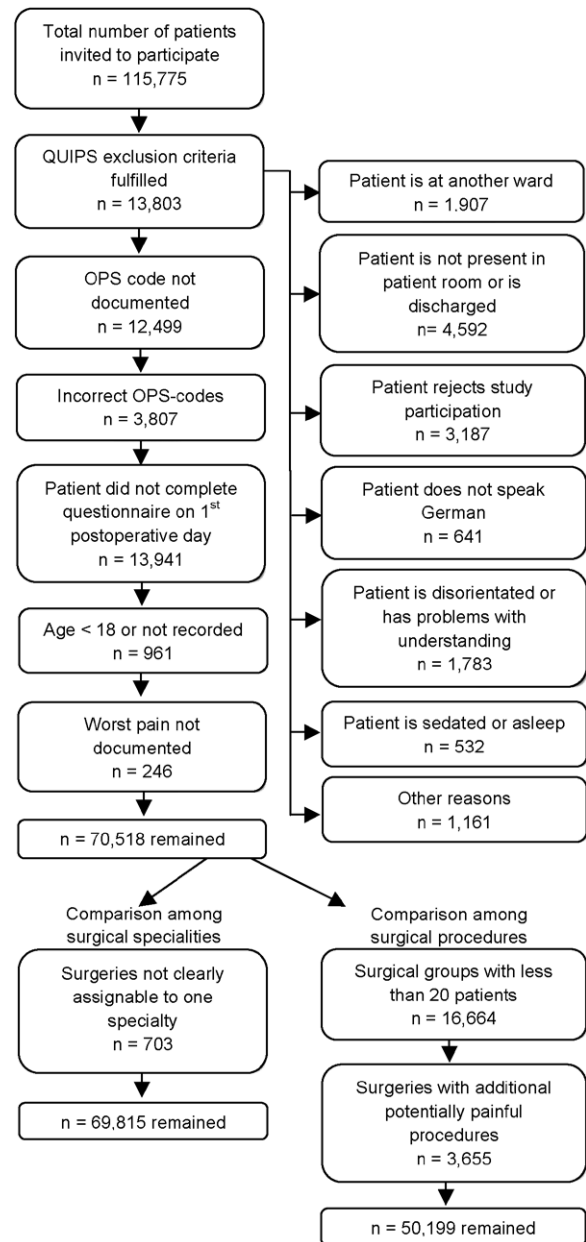 Total number of patients
invited to participate
n = 115,775
QUIPS exclusion criteria
fulfilled
n = 13,803
OPS code not
documented
n = 12,499
Incorrect OPS-codes
n = 3,807
Patient did not complete
questionnaire on 1st
postoperative day
n = 13,941
Age < 18 or not recorded
n = 961
Worst pain not
documented
n = 246
n = 70,518 remained
Patient is at another ward
n = 1.907
Patient is not present in
patient room or is
discharged
n= 4,592
Patient rejects study
participation
n = 3,187
Patient does not speak
German
n = 641
Patient is disorientated or
has problems with
understanding
n = 1,783
Patient is sedated or asleep
n = 532
Other reasons
n = 1,161
Comparison among
surgical specialities
Surgeries not clearly
assignable to one
specialty
n = 703
n = 69,815 remained
Comparison among
surgical procedures
Surgical groups with less
than 20 patients
n = 16,664
Surgeries with additional
potentially painful
procedures
n = 3,655
n = 50,199 remained